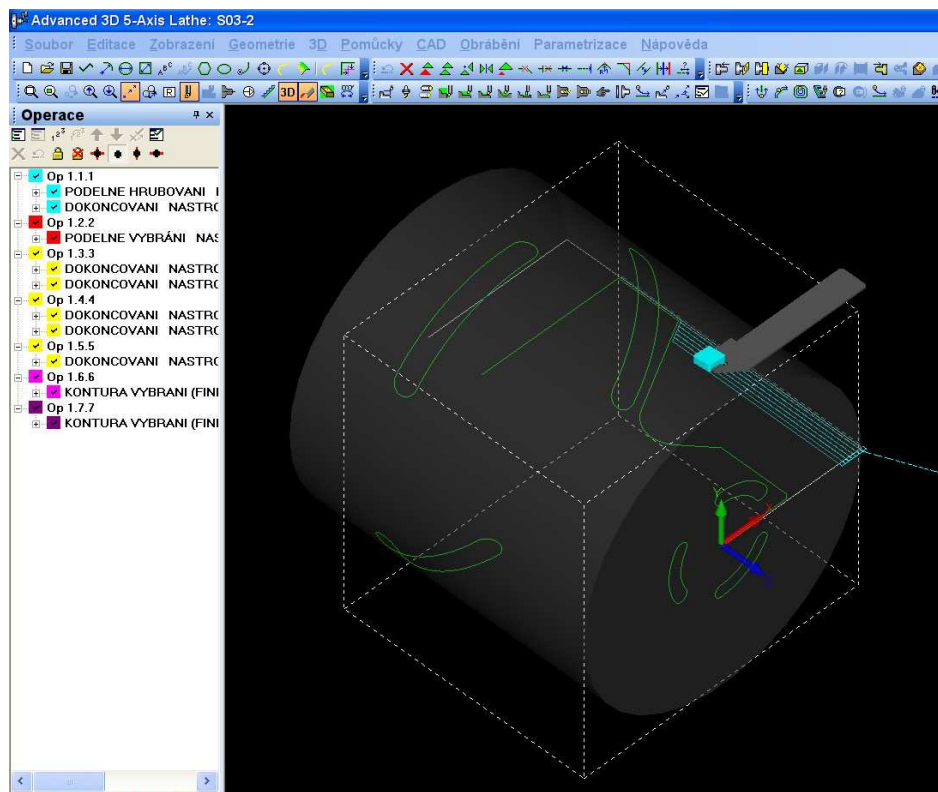 Advanced 3D 5-Axis Lathe: S03-2
Soubor Editace Zobrazení Geometrie 3D Pomůcky CAD Obrábění Parametrizace Nápověda
3D
Operace
Op 1.1.1
PODELNE HRUBOVANI
DOKONCOVANI NASTRO
Op 1.2.2
PODELNE VYBRÁNI NAS
Op 1.3.3
DOKONCOVANI NASTRO
DOKONCOVANI NASTRO
Op 1.4.4
DOKONCOVANI NASTRO
DOKONCOVANI NASTRO
Op 1.5.5
DOKONCOVANI NASTRO
Op 1.6.6
KONTURA VYBRANI (FINI
Op 1.7.7
KONTURA VYBRANI (FINI